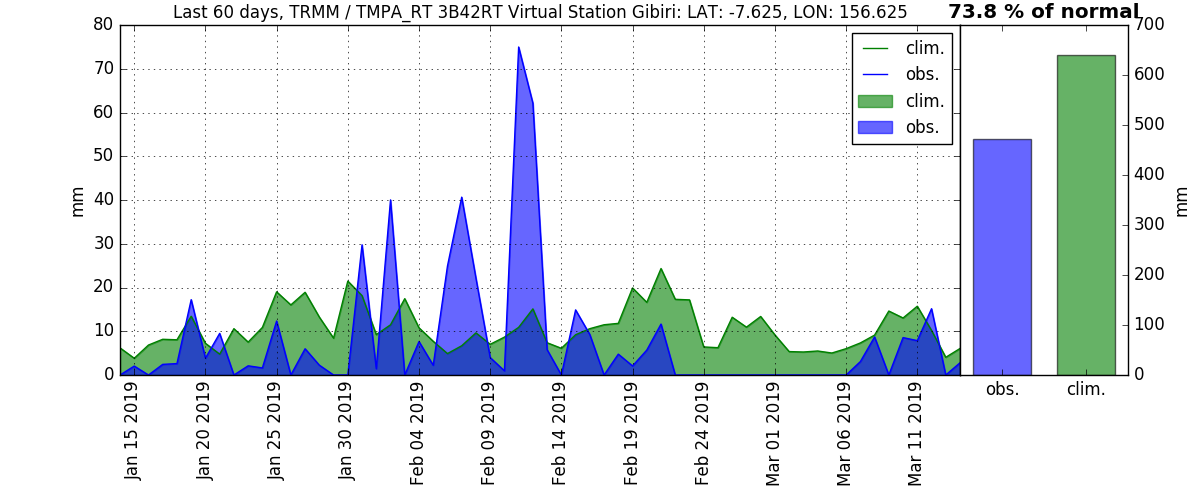 Last 60 days, TRMM / TMPA_RT 3B42RT Virtual Station Gibiri: LAT: -7.625, LON: 156.625
73.8 % of normal
80
70
60
50
40
30
20
10
0
mm
clim.
obs.
clim.
obs.
700
600
500
400
300
200
100
0
mm
obs.
clim.
Jan 15 2019
Jan 20 2019
Jan 25 2019
Jan 30 2019
Feb 04 2019
Feb 09 2019
Feb 14 2019
Feb 19 2019
Feb 24 2019
Mar 01 2019
Mar 06 2019
Mar 11 2019